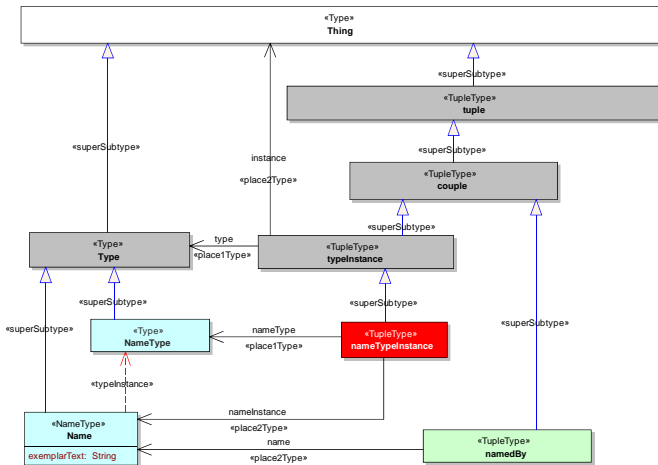 «Type»
Thing
«superSubtype»
«TupleType»
tuple
instance
«superSubtype»
«superSubtype»
«place2Type»
«TupleType»
couple
«superSubtype»
«Type»
Type
type
«place1Type»
«TupleType»
typeInstance
«superSubtype»
«superSubtype»
«superSubtype»
«superSubtype»
«Type»
NameType
nameType
«place1Type»
«TupleType»
nameTypeInstance
«typeInstance»
«NameType»
Name
exemplarText: String
nameInstance
«place2Type»
name
«place2Type»
«TupleType»
namedBy